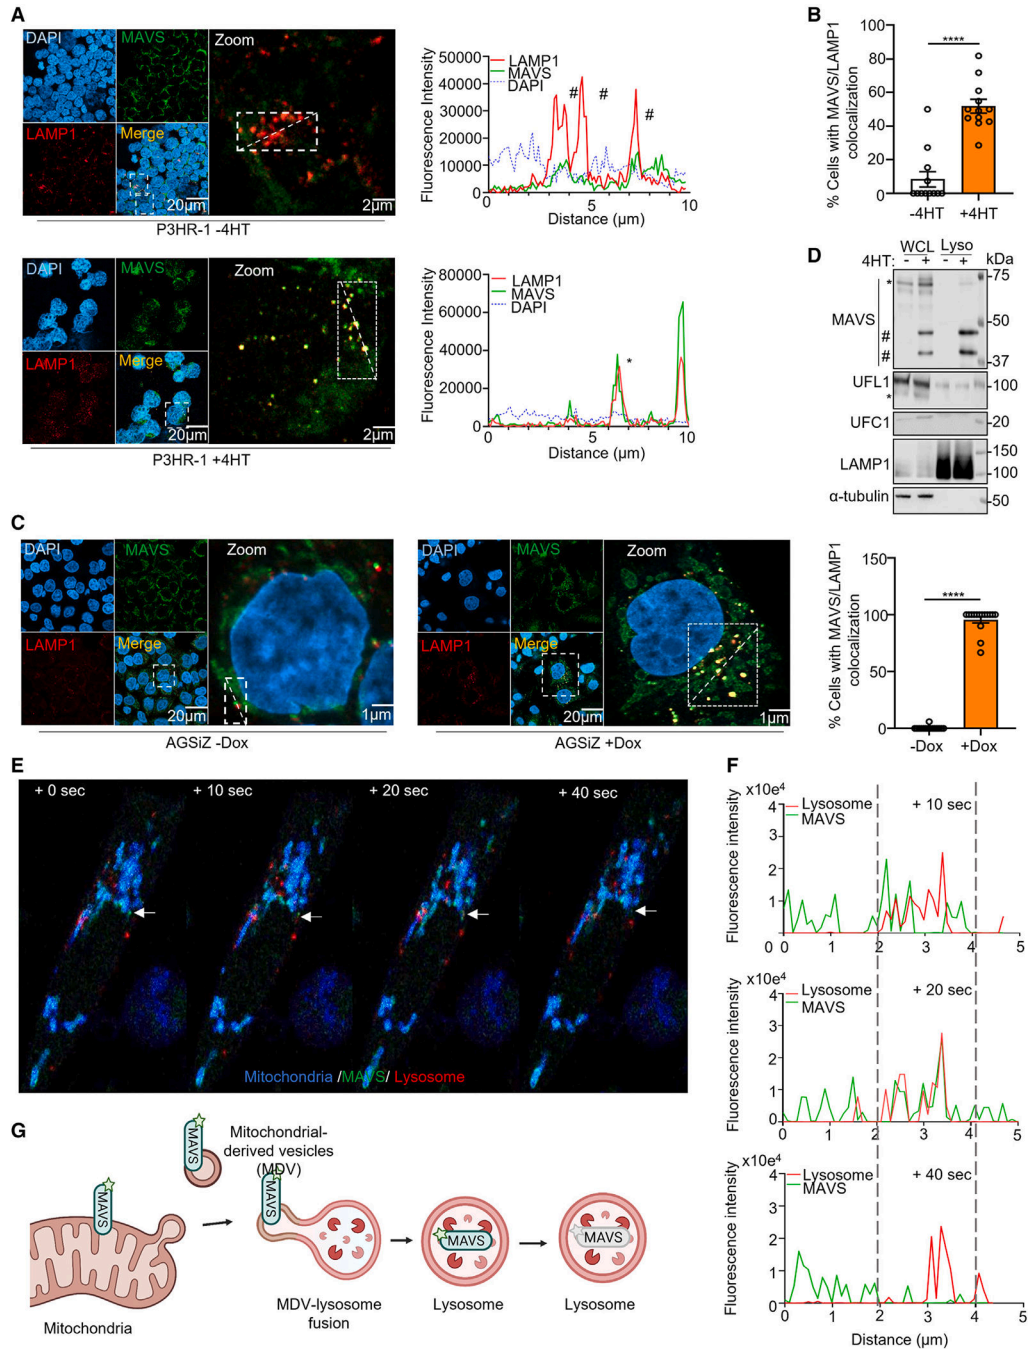 A
DAPI
MAVS
Zoom
LAMP1
Merge
20µm
2µm
P3HR-1 -4HT
Fluorescence Intensity
50000
40000
30000
20000
10000
0
LAMP1
MAVS
DAPI
#
#
#
0
5
10
Distance (µm)
DAPI
MAVS
Zoom
LAMP1
Merge
20µm
2µm
P3HR-1 +4HT
Fluorescence Intensity
80000
60000
40000
20000
0
LAMP1
MAVS
DAPI
*
0
5
10
Distance (µm)
B
% Cells with MAVS/LAMP1
colocalization
100
80
60
40
20
0
****
-4HT
+4HT
D
WCL
Lyso
kDa
4HT:
-
+
-
+
MAVS
*
#
#
75
50
37
UFL1
*
100
UFC1
20
LAMP1
150
100
α-tubulin
50
C
DAPI
MAVS
Zoom
LAMP1
Merge
20µm
1µm
AGSiZ -Dox
DAPI
MAVS
Zoom
LAMP1
Merge
20µm
1µm
AGSiZ +Dox
% Cells with MAVS/LAMP1
colocalization
150
100
50
0
****
-Dox
+Dox
E
+ 0 sec
+ 10 sec
+ 20 sec
+ 40 sec
Mitochondria /MAVS/ Lysosome
F
x10e4
Fluorescence intensity
4
3
2
1
0
Lysosome
MAVS
+ 10 sec
0
1
2
3
4
5
x10e4
Fluorescence intensity
4
3
2
1
0
Lysosome
MAVS
+ 20 sec
0
1
2
3
4
5
x10e4
Fluorescence intensity
4
3
2
1
0
Lysosome
MAVS
+ 40 sec
0
1
2
3
4
5
Distance (µm)
G
MAVS
MAVS
Mitochondrial-
derived vesicles
(MDV)
MAVS
MAVS
MAVS
Mitochondria
MDV-lysosome
fusion
Lysosome
Lysosome